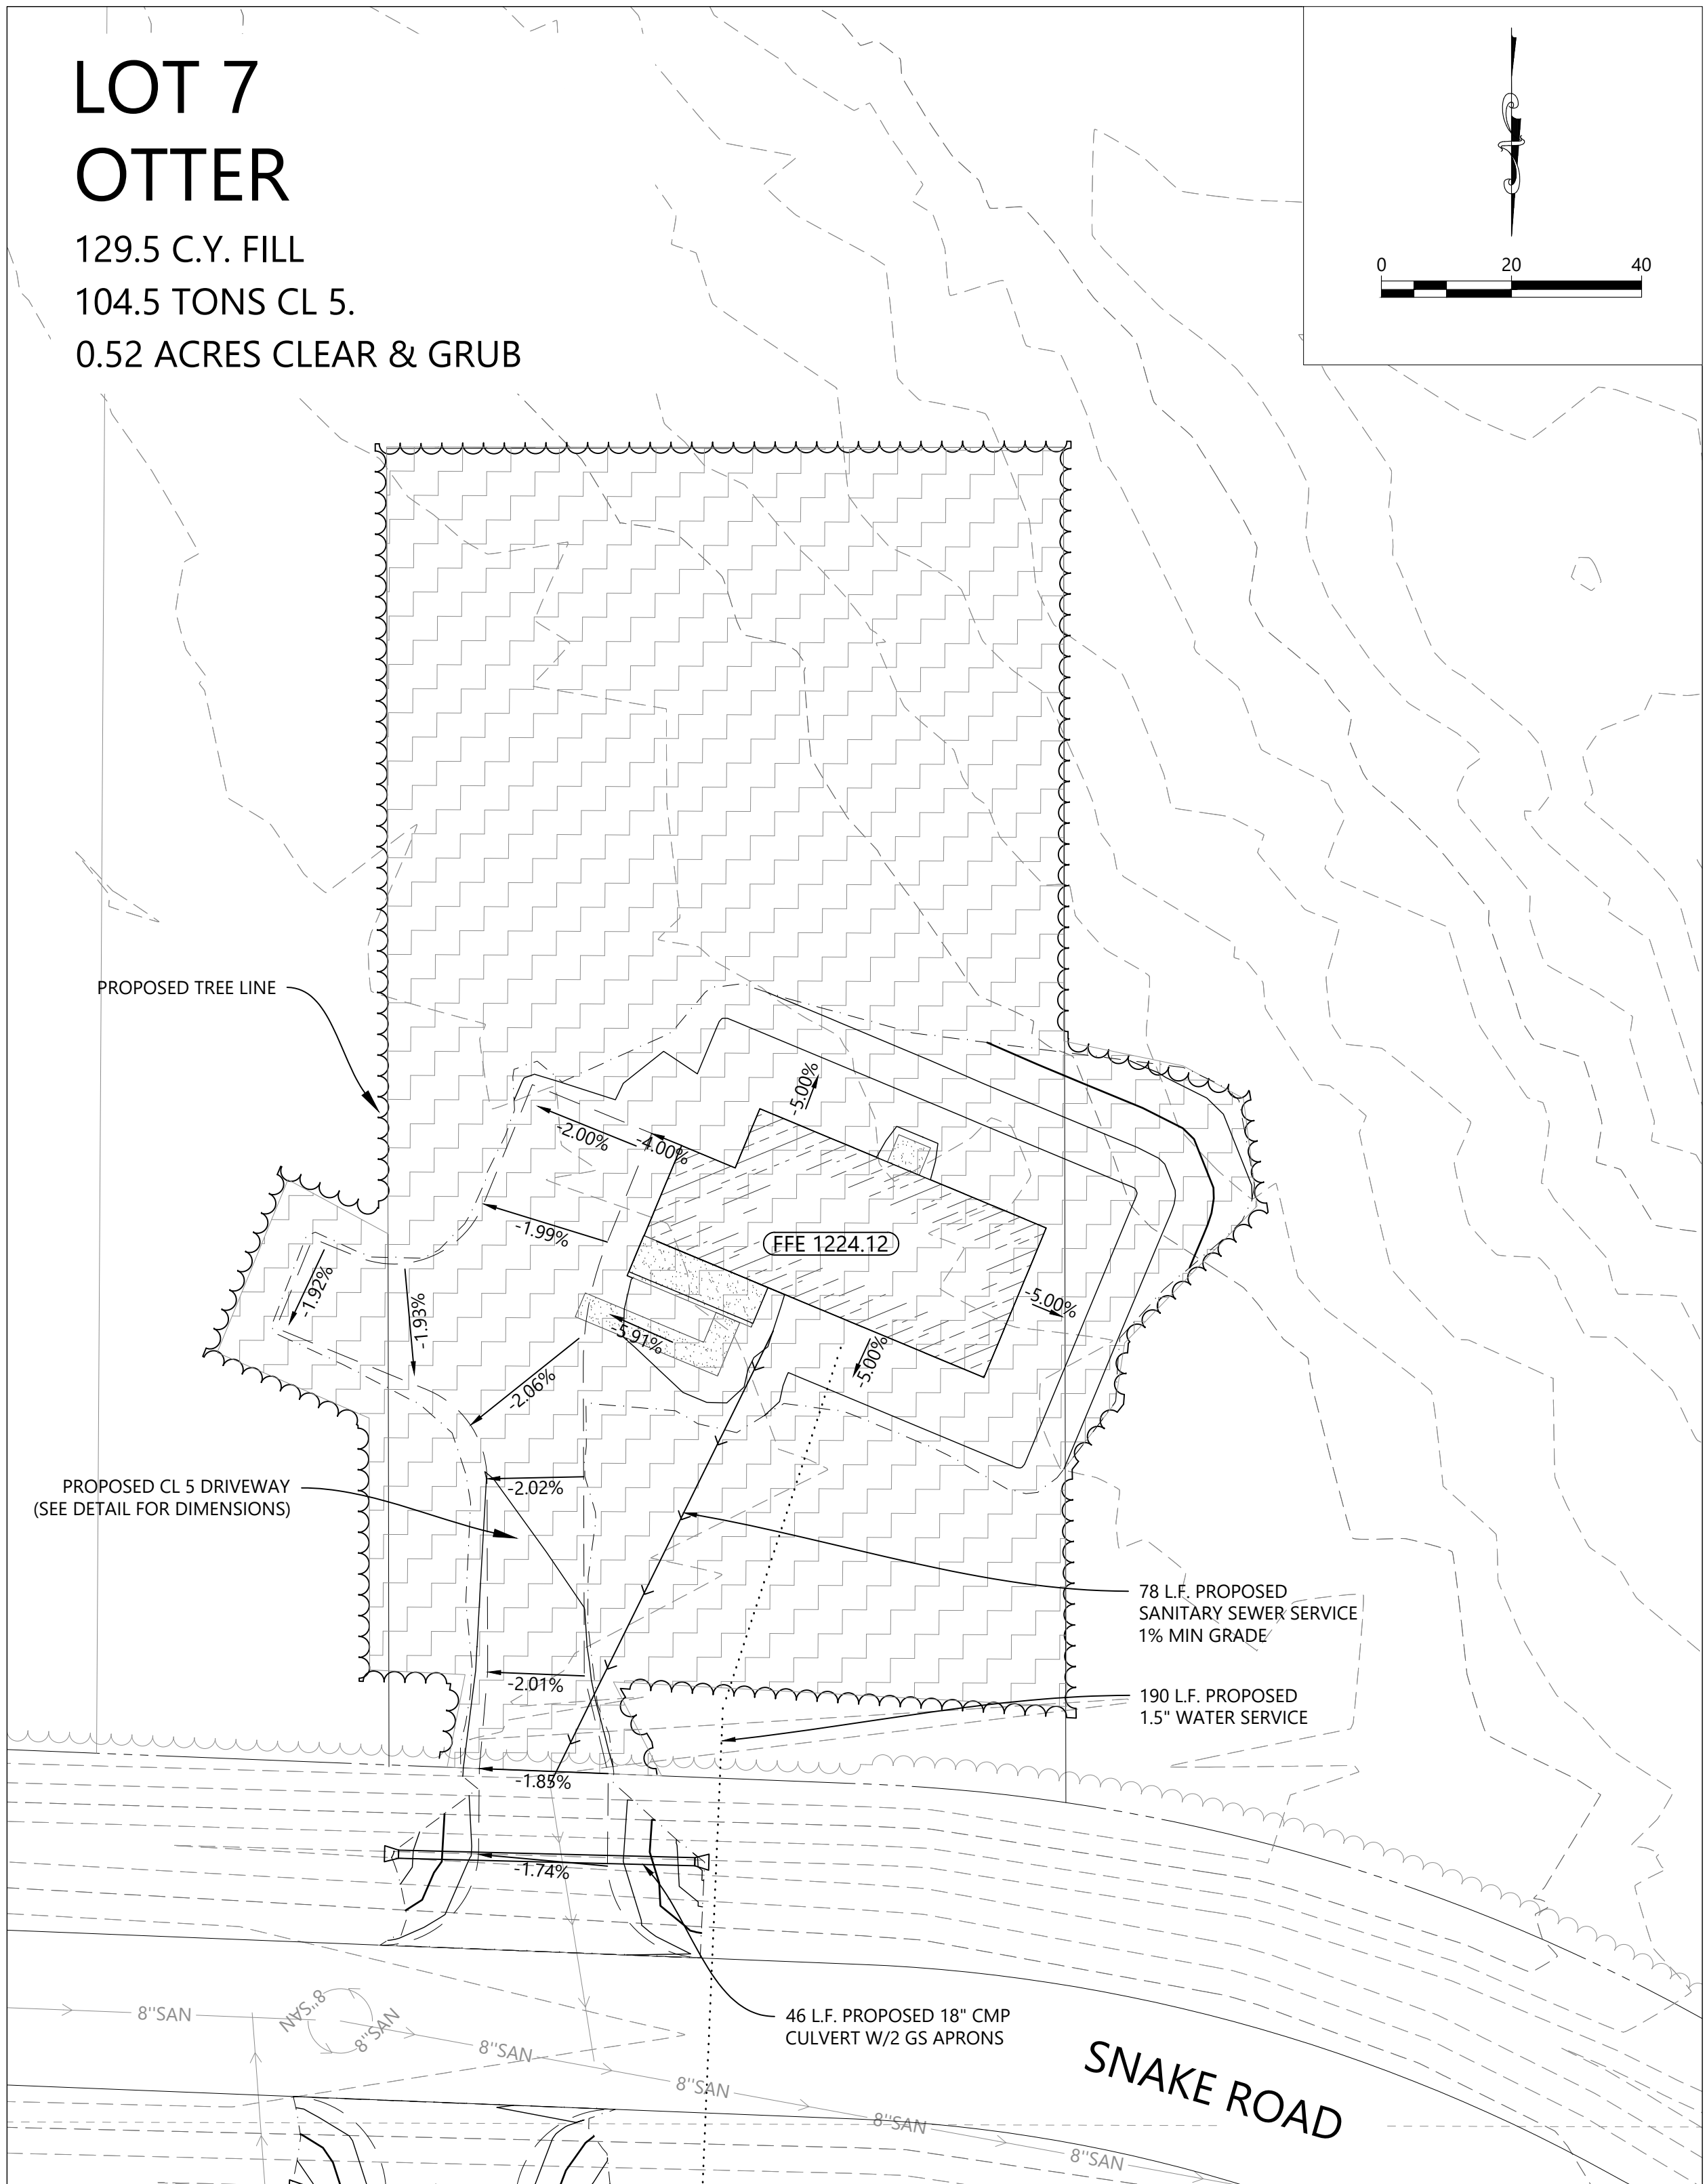 LOT 7
OTTER
129.5 C.Y. FILL
104.5 TONS CL 5.
0.52 ACRES CLEAR & GRUB
0 20 40
PROPOSED TREE LINE
-5.00%
-2.00%
-4.00%
-1.99%
FFE 1224.12
-1.92%
-1.93%
-5.00%
-5.91%
-5.00%
-2.06%
PROPOSED CL 5 DRIVEWAY
(SEE DETAIL FOR DIMENSIONS)
-2.02%
78 L.F. PROPOSED
SANITARY SEWER SERVICE
1% MIN GRADE
-2.01%
190 L.F. PROPOSED
1.5" WATER SERVICE
-1.85%
-1.74%
46 L.F. PROPOSED 18" CMP
CULVERT W/2 GS APRONS
8"SAN
8"SAN
8"SAN
8"SAN
8"SAN
8"SAN
8"SAN
SNAKE ROAD